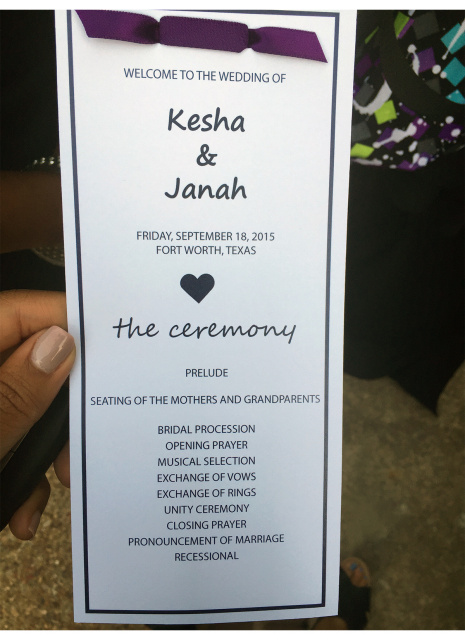 WELCOME TO THE WEDDING OF
Kesha
&
Janah
FRIDAY, SEPTEMBER 18, 2015
FORT WORTH, TEXAS
the ceremony
PRELUDE
SEATING OF THE MOTHERS AND GRANDPARENTS
BRIDAL PROCESSION
OPENING PRAYER
MUSICAL SELECTION
EXCHANGE OF VOWS
EXCHANGE OF RINGS
UNITY CEREMONY
CLOSING PRAYER
PRONOUNCEMENT OF MARRIAGE
RECESSIONAL